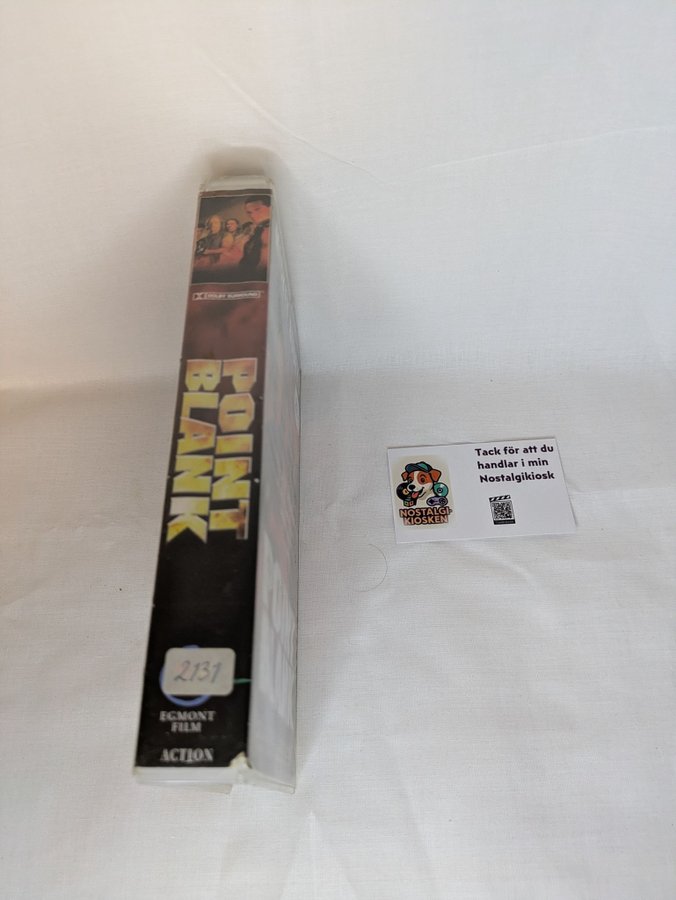 DOLBY SURROUND
POINT
BLANK
2131
EGMONT
FILM
ACTION
Tack för att du
handlar i min
Nostalgikiosk
NOSTALGI-
KIOSKEN